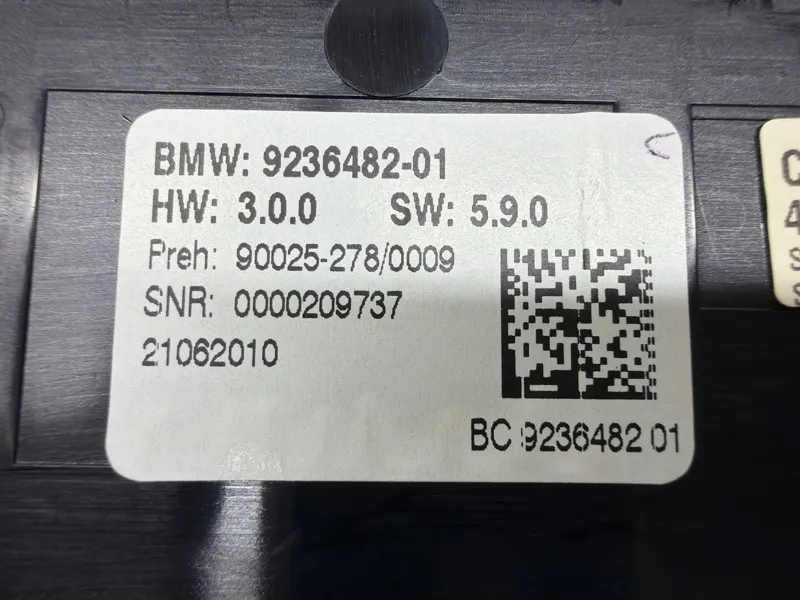 BMW: 9236482-01
HW: 3.0.0 SW: 5.9.0
Preh: 90025-278/0009
SNR: 0000209737
21062010
BC 9236482 01
C
4
S
S